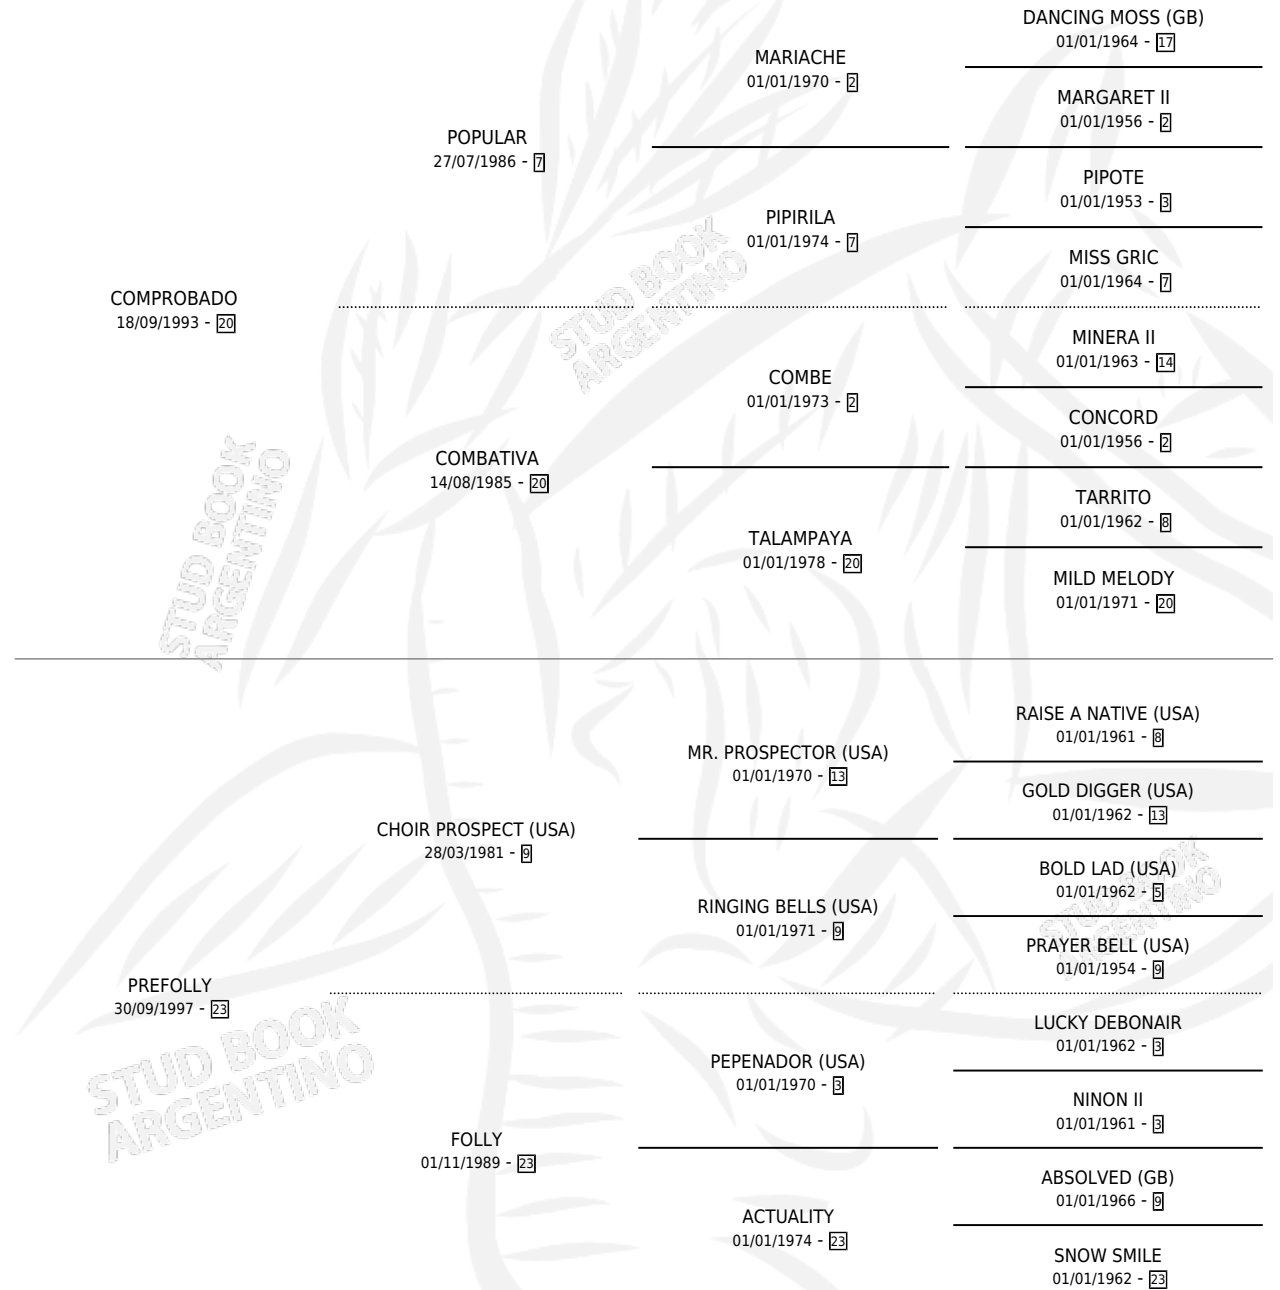 DANCING MOSS (GB)
01/01/1964 - 17
MARIACHE
01/01/1970 - 2
MARGARET II
01/01/1956 - 2
POPULAR
27/07/1986 - 7
PIPOTE
01/01/1953 - 3
PIPIRILA
01/01/1974 - 7
MISS GRIC
01/01/1964 - 7
COMPROBADO
18/09/1993 - 20
STUD BOOK
ARGENTINO
MINERA II
01/01/1963 - 14
COMBE
01/01/1973 - 2
CONCORD
01/01/1956 - 2
COMBATIVA
14/08/1985 - 20
TARRITO
01/01/1962 - 8
TALAMPAYA
01/01/1978 - 20
MILD MELODY
01/01/1971 - 20
STUD BOOK
ARGENTINO
RAISE A NATIVE (USA)
01/01/1961 - 8
MR. PROSPECTOR (USA)
01/01/1970 - 13
GOLD DIGGER (USA)
01/01/1962 - 13
CHOIR PROSPECT (USA)
28/03/1981 - 9
BOLD LAD (USA)
01/01/1962 - 5
RINGING BELLS (USA)
01/01/1971 - 9
STUD BOOK
ARGENTINO
PRAYER BELL (USA)
01/01/1954 - 9
PREFOLLY
30/09/1997 - 23
LUCKY DEBONAIR
01/01/1962 - 3
PEPENADOR (USA)
01/01/1970 - 3
STUD BOOK
ARGENTINO
NINON II
01/01/1961 - 3
FOLLY
01/11/1989 - 23
ABSOLVED (GB)
01/01/1966 - 9
ACTUALITY
01/01/1974 - 23
SNOW SMILE
01/01/1962 - 23